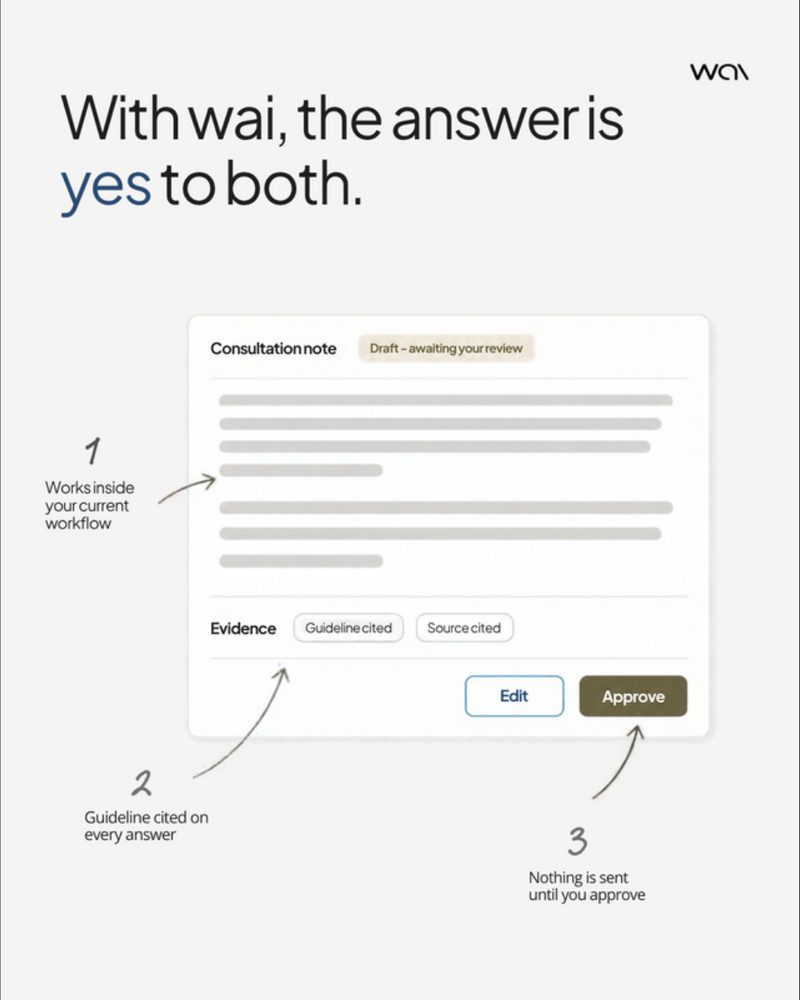 wai
With wai, the answer is
yes to both.
Consultation note
Draft – awaiting your review
1
Works inside
your current
workflow
Evidence
Guideline cited
Source cited
Edit
Approve
2
Guideline cited on
every answer
3
Nothing is sent
until you approve